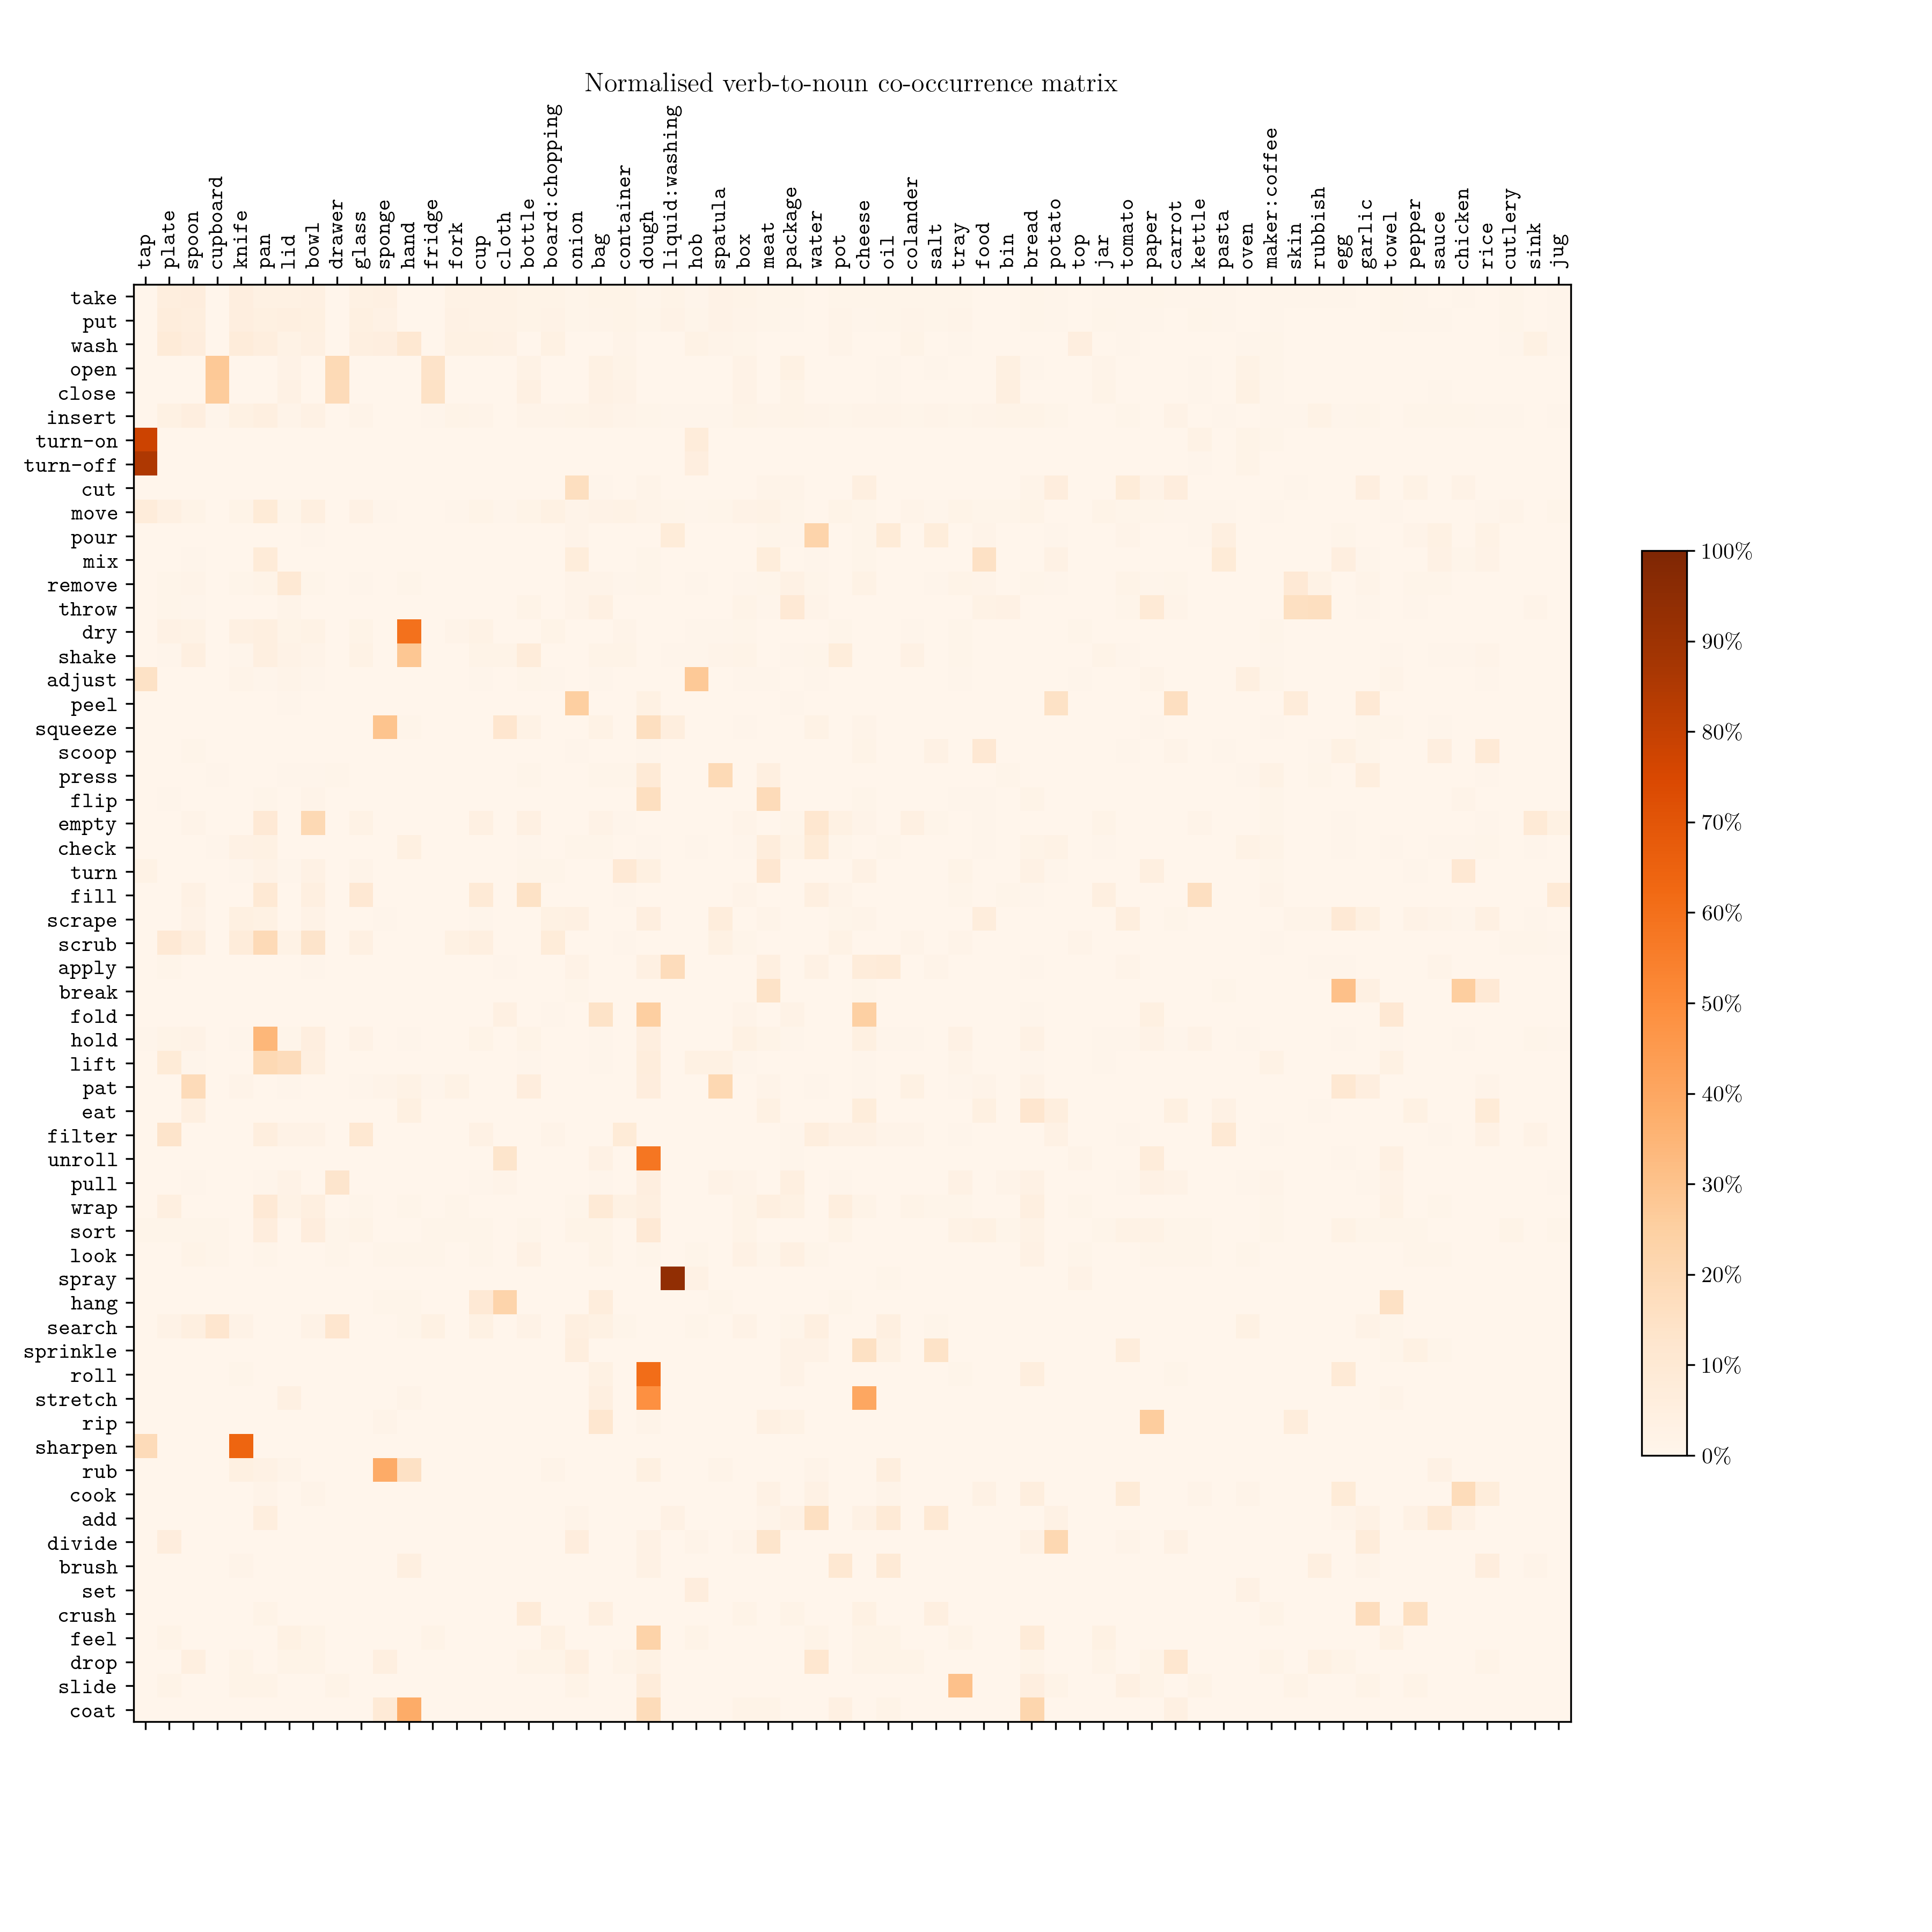 Normalised verb-to-noun co-occurrence matrix
tap
plate
spoon
cupboard
knife
pan
lid
bowl
drawer
glass
sponge
hand
fridge
fork
cup
cloth
bottle
board:chopping
onion
bag
container
dough
liquid:washing
hob
spatula
box
meat
package
water
pot
cheese
oil
colander
salt
tray
food
bin
bread
potato
top
jar
tomato
paper
carrot
kettle
pasta
oven
maker:coffee
skin
rubbish
egg
garlic
towel
pepper
sauce
chicken
rice
cutlery
sink
jug
take
put
wash
open
close
insert
turn-on
turn-off
cut
move
pour
mix
remove
throw
dry
shake
adjust
peel
squeeze
scoop
press
flip
empty
check
turn
fill
scrape
scrub
apply
break
fold
hold
lift
pat
eat
filter
unroll
pull
wrap
sort
look
spray
hang
search
sprinkle
roll
stretch
rip
sharpen
rub
cook
add
divide
brush
set
crush
feel
drop
slide
coat
100%
90%
80%
70%
60%
50%
40%
30%
20%
10%
0%